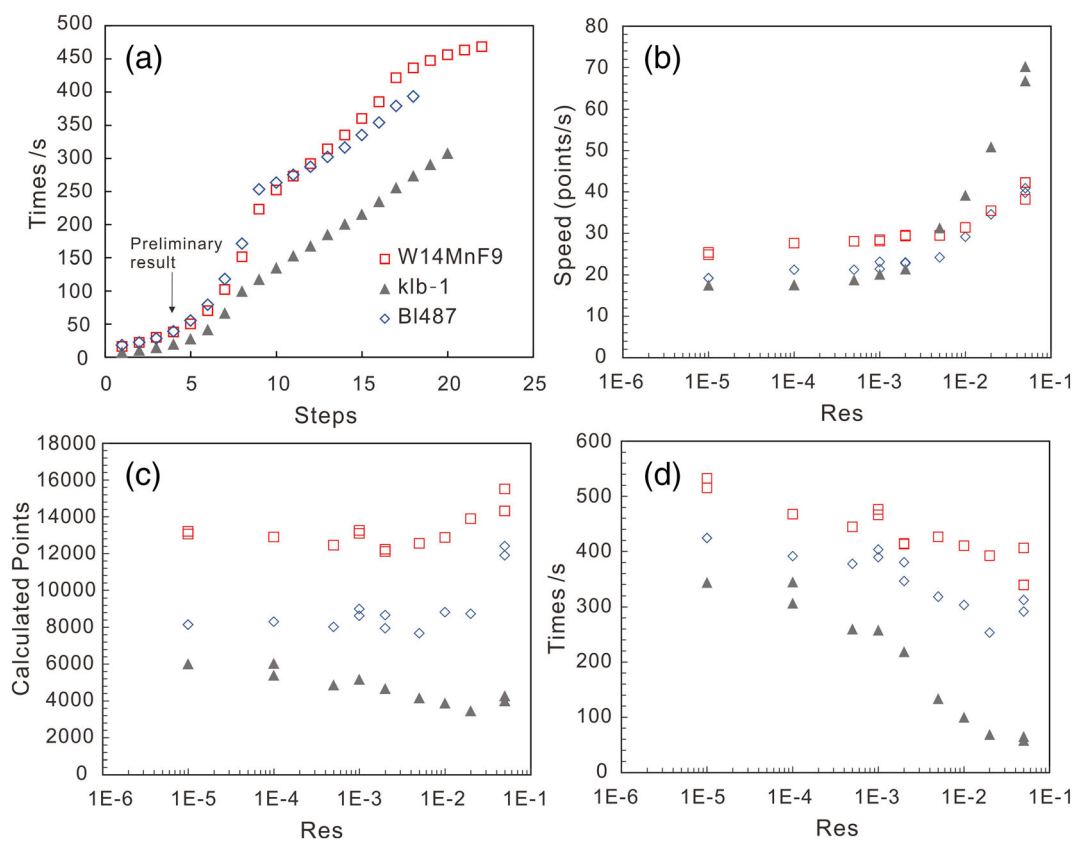 (a)
500
450
400
350
300
250
200
150
100
50
0
Times /s
Preliminary
result
W14MnF9
klb-1
BI487
0 5 10 15 20 25
Steps
(b)
80
70
60
50
40
30
20
10
0
Speed (points/s)
1E-6 1E-5 1E-4 1E-3 1E-2 1E-1
Res
(c)
18000
16000
14000
12000
10000
8000
6000
4000
2000
0
Calculated Points
1E-6 1E-5 1E-4 1E-3 1E-2 1E-1
Res
(d)
600
500
400
300
200
100
0
Times /s
1E-6 1E-5 1E-4 1E-3 1E-2 1E-1
Res